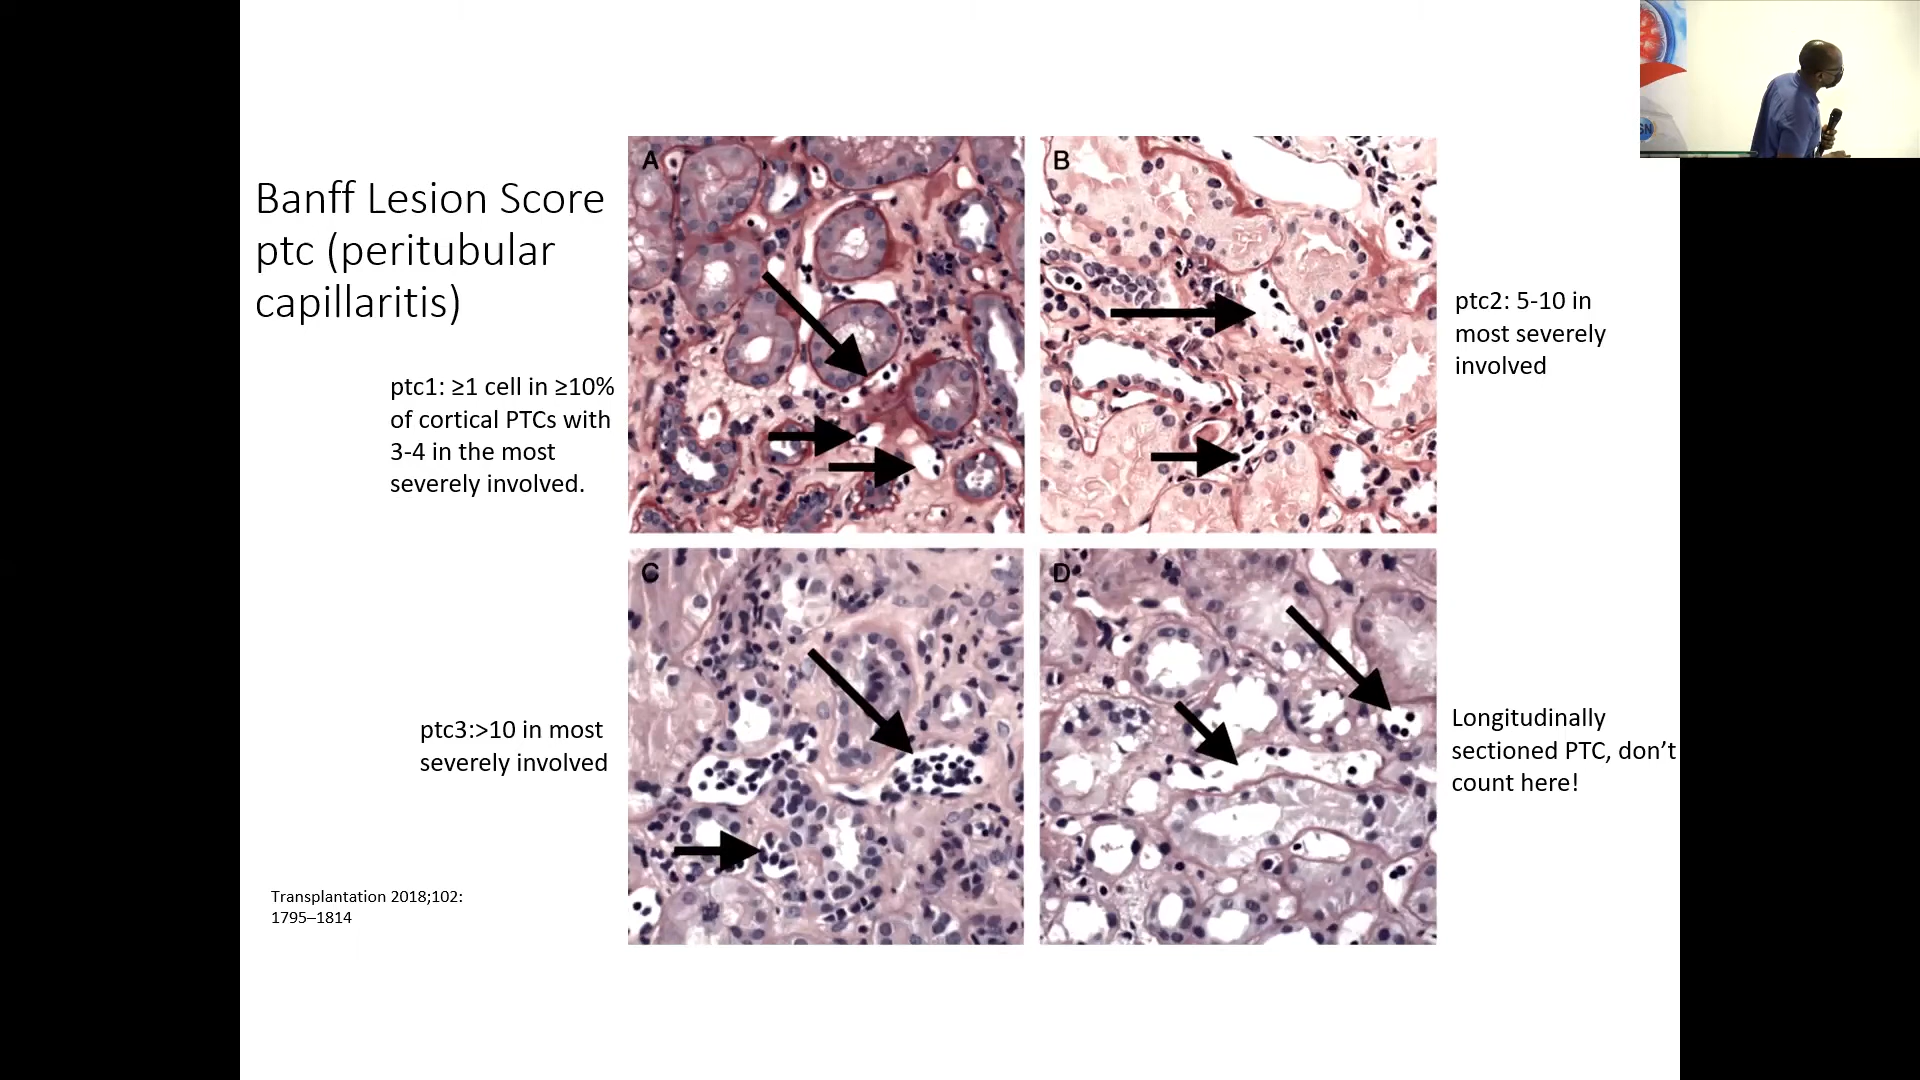 Banff Lesion Score
ptc (peritubular
capillaritis)
ptc1: ≥1 cell in ≥10%
of cortical PTCs with
3-4 in the most
severely involved.
A
B
ptc2: 5-10 in
most severely
involved
ptc3:>10 in most
severely involved
C
D
Longitudinally
sectioned PTC, don’t
count here!
Transplantation 2018;102:
1795–1814
SN